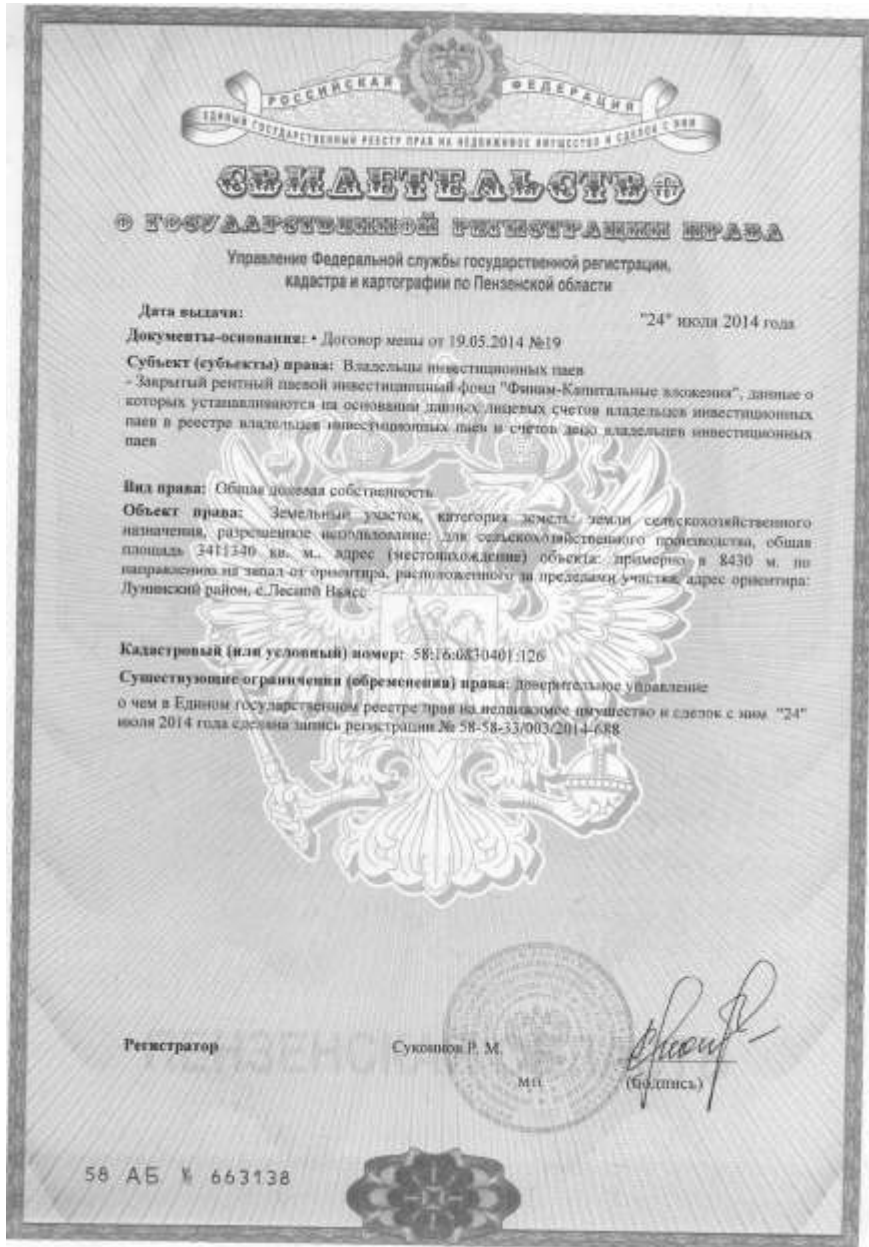 РОССИЙСКАЯ ФЕДЕРАЦИЯ
ЕДИНЫЙ ГОСУДАРСТВЕННЫЙ РЕЕСТР ПРАВ НА НЕДВИЖИМОЕ ИМУЩЕСТВО И СДЕЛОК С НИМ
СВИДЕТЕЛЬСТВО
О ГОСУДАРСТВЕННОЙ РЕГИСТРАЦИИ ПРАВА
Управление Федеральной службы государственной регистрации,
кадастра и картографии по Пензенской области
Дата выдачи: "24" июля 2014 года
Документы-основания: • Договор мены от 19.05.2014 №19
Субъект (субъекты) права: Владельцы инвестиционных паев
- Закрытый рентный паевой инвестиционный фонд "Финам-Капитальные вложения", данные о
которых устанавливаются на основании данных лицевых счетов владельцев инвестиционных
паев в реестре владельцев инвестиционных паев и счетов депо владельцев инвестиционных
паев
Вид права: Общая долевая собственность
Объект права: Земельный участок, категория земель: земли сельскохозяйственного
назначения, разрешенное использование: для сельскохозяйственного производства, общая
площадь 3411340 кв. м., адрес (местонахождение) объекта: примерно в 8430 м. по
направлению на запад от ориентира, расположенного за пределами участка, адрес ориентира:
Лунинский район, с.Лесной Вьяс
Кадастровый (или условный) номер: 58:16:0830401:126
Существующие ограничения (обременения) права: доверительное управление
о чем в Едином государственном реестре прав на недвижимое имущество и сделок с ним "24"
июля 2014 года сделана запись регистрации № 58-58-33/003/2014-688
Регистратор Р. М.
М.П. (подпись)
58 АБ № 663138